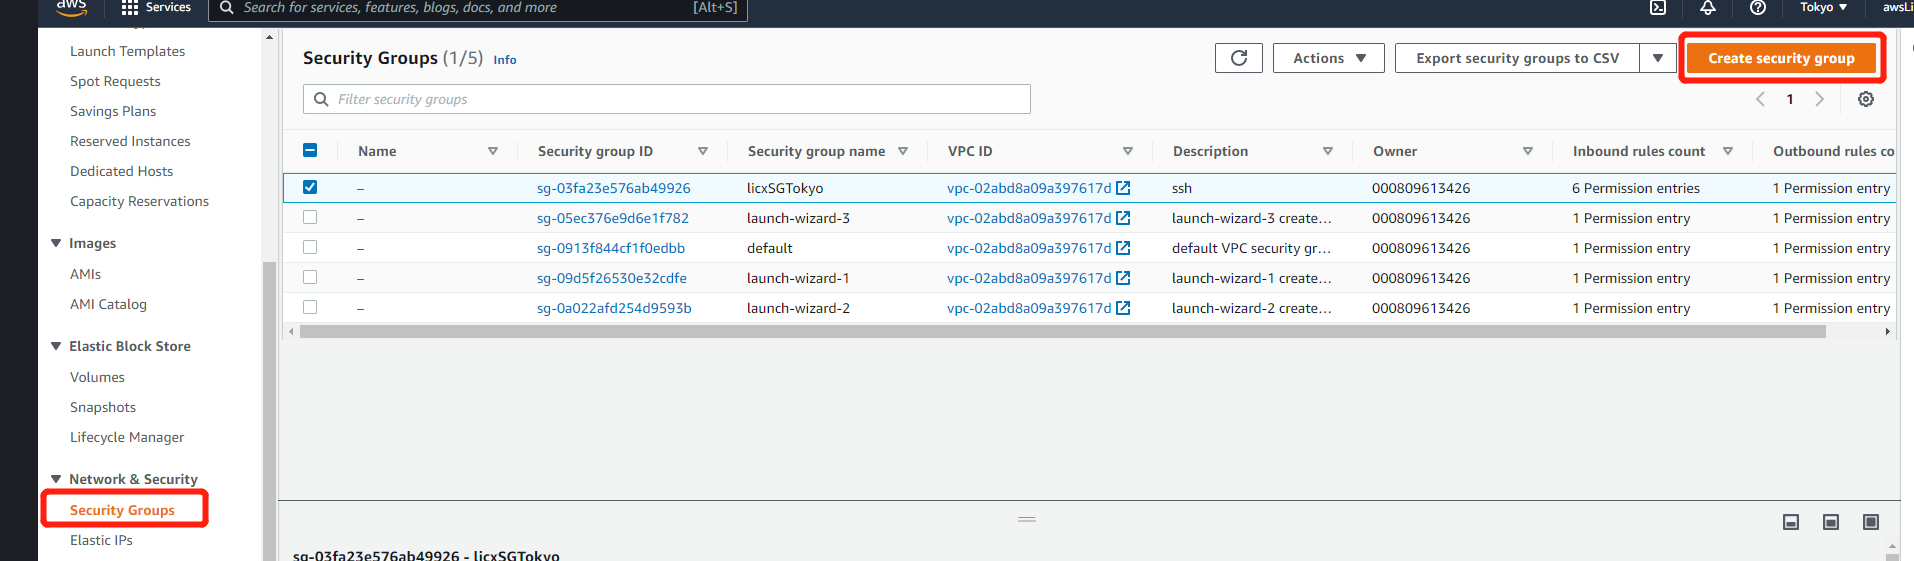 aws Services Search for services, features, blogs, docs, and more [Alt+S] Tokyo ▼ awsLi
Launch Templates
Spot Requests
Savings Plans
Reserved Instances
Dedicated Hosts
Capacity Reservations
Images
AMIs
AMI Catalog
Elastic Block Store
Volumes
Snapshots
Lifecycle Manager
Network & Security
Security Groups
Elastic IPs
Security Groups (1/5) Info Actions ▼ Export security groups to CSV ▼ Create security group
Filter security groups 1
Name Security group ID Security group name VPC ID Description Owner Inbound rules count Outbound rules co
– sg-03fa23e576ab49926 licxSGTokyo vpc-02abd8a09a397617d ssh 000809613426 6 Permission entries 1 Permission entry
– sg-05ec376e9d6e1f782 launch-wizard-3 vpc-02abd8a09a397617d launch-wizard-3 create... 000809613426 1 Permission entry 1 Permission entry
– sg-0913f844cf1f0edbb default vpc-02abd8a09a397617d default VPC security gr... 000809613426 1 Permission entry 1 Permission entry
– sg-09d5f26530e32cdfe launch-wizard-1 vpc-02abd8a09a397617d launch-wizard-1 create... 000809613426 1 Permission entry 1 Permission entry
– sg-0a022afd254d9593b launch-wizard-2 vpc-02abd8a09a397617d launch-wizard-2 create... 000809613426 1 Permission entry 1 Permission entry
sg-03fa23e576ab49926 - licxSGTokyo